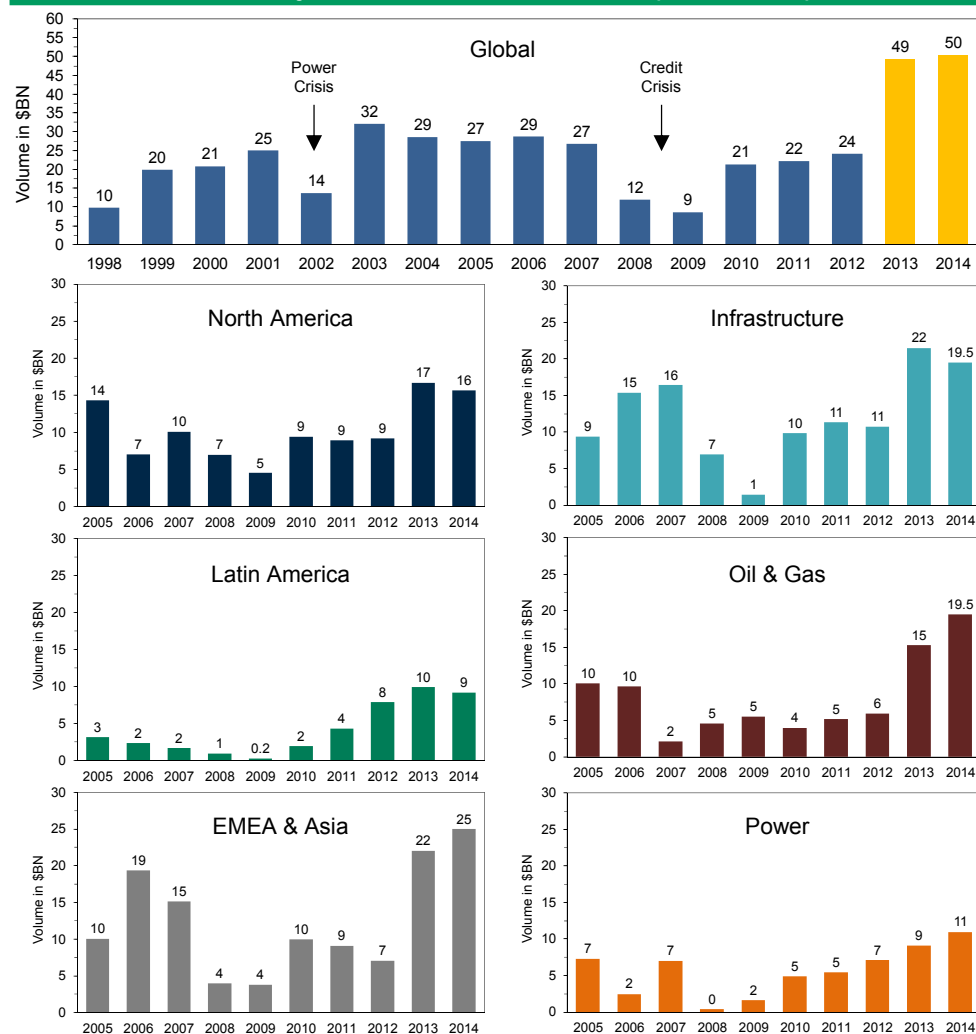 Global
Volume in $BN
60
55
50
45
40
35
30
25
20
15
10
5
0
Power
Crisis
Credit
Crisis
10 20 21 25 14 32 29 27 29 27 12 9 21 22 24 49 50
1998 1999 2000 2001 2002 2003 2004 2005 2006 2007 2008 2009 2010 2011 2012 2013 2014
North America
Volume in $BN
30
25
20
15
10
5
0
14 7 10 7 5 9 9 9 17 16
2005 2006 2007 2008 2009 2010 2011 2012 2013 2014
Infrastructure
Volume in $BN
30
25
20
15
10
5
0
9 15 16 7 1 10 11 11 22 19.5
2005 2006 2007 2008 2009 2010 2011 2012 2013 2014
Latin America
Volume in $BN
30
25
20
15
10
5
0
3 2 2 1 0.2 2 4 8 10 9
2005 2006 2007 2008 2009 2010 2011 2012 2013 2014
Oil & Gas
Volume in $BN
30
25
20
15
10
5
0
10 10 2 5 5 4 5 6 15 19.5
2005 2006 2007 2008 2009 2010 2011 2012 2013 2014
EMEA & Asia
Volume in $BN
30
25
20
15
10
5
0
10 19 15 4 4 10 9 7 22 25
2005 2006 2007 2008 2009 2010 2011 2012 2013 2014
Power
Volume in $BN
30
25
20
15
10
5
0
7 2 7 0 2 5 5 7 9 11
2005 2006 2007 2008 2009 2010 2011 2012 2013 2014